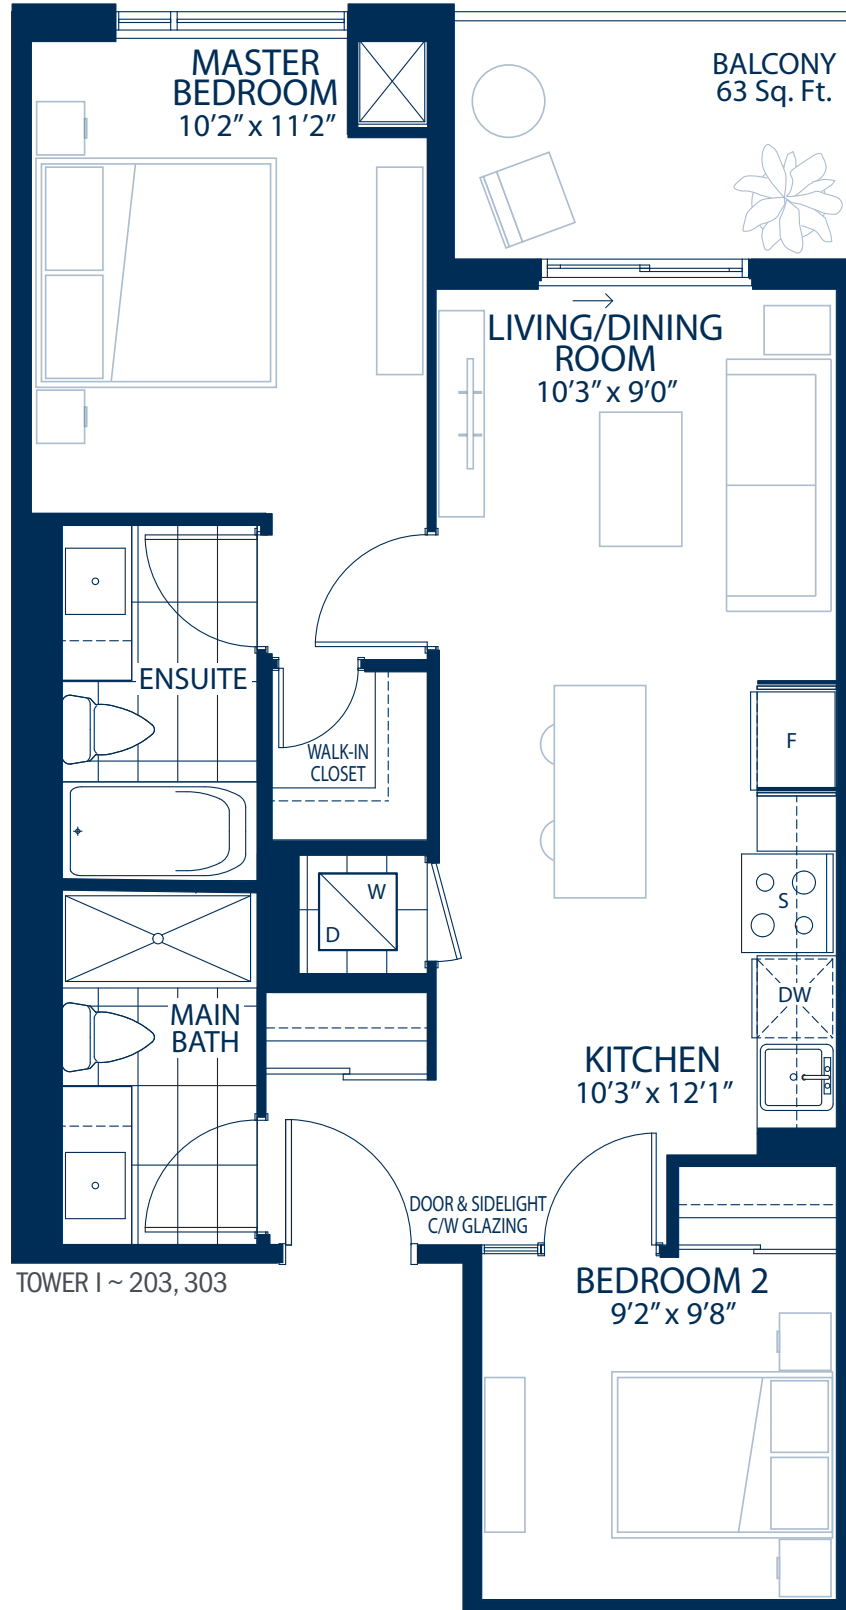 MASTER
BEDROOM
10’2” x 11’2”
BALCONY
63 Sq. Ft.
LIVING/DINING
ROOM
10’3” x 9’0”
ENSUITE
WALK-IN
CLOSET
F
W
D
S
DW
MAIN
BATH
KITCHEN
10’3” x 12’1”
DOOR & SIDELIGHT
C/W GLAZING
TOWER I ~ 203, 303
BEDROOM 2
9’2” x 9’8”